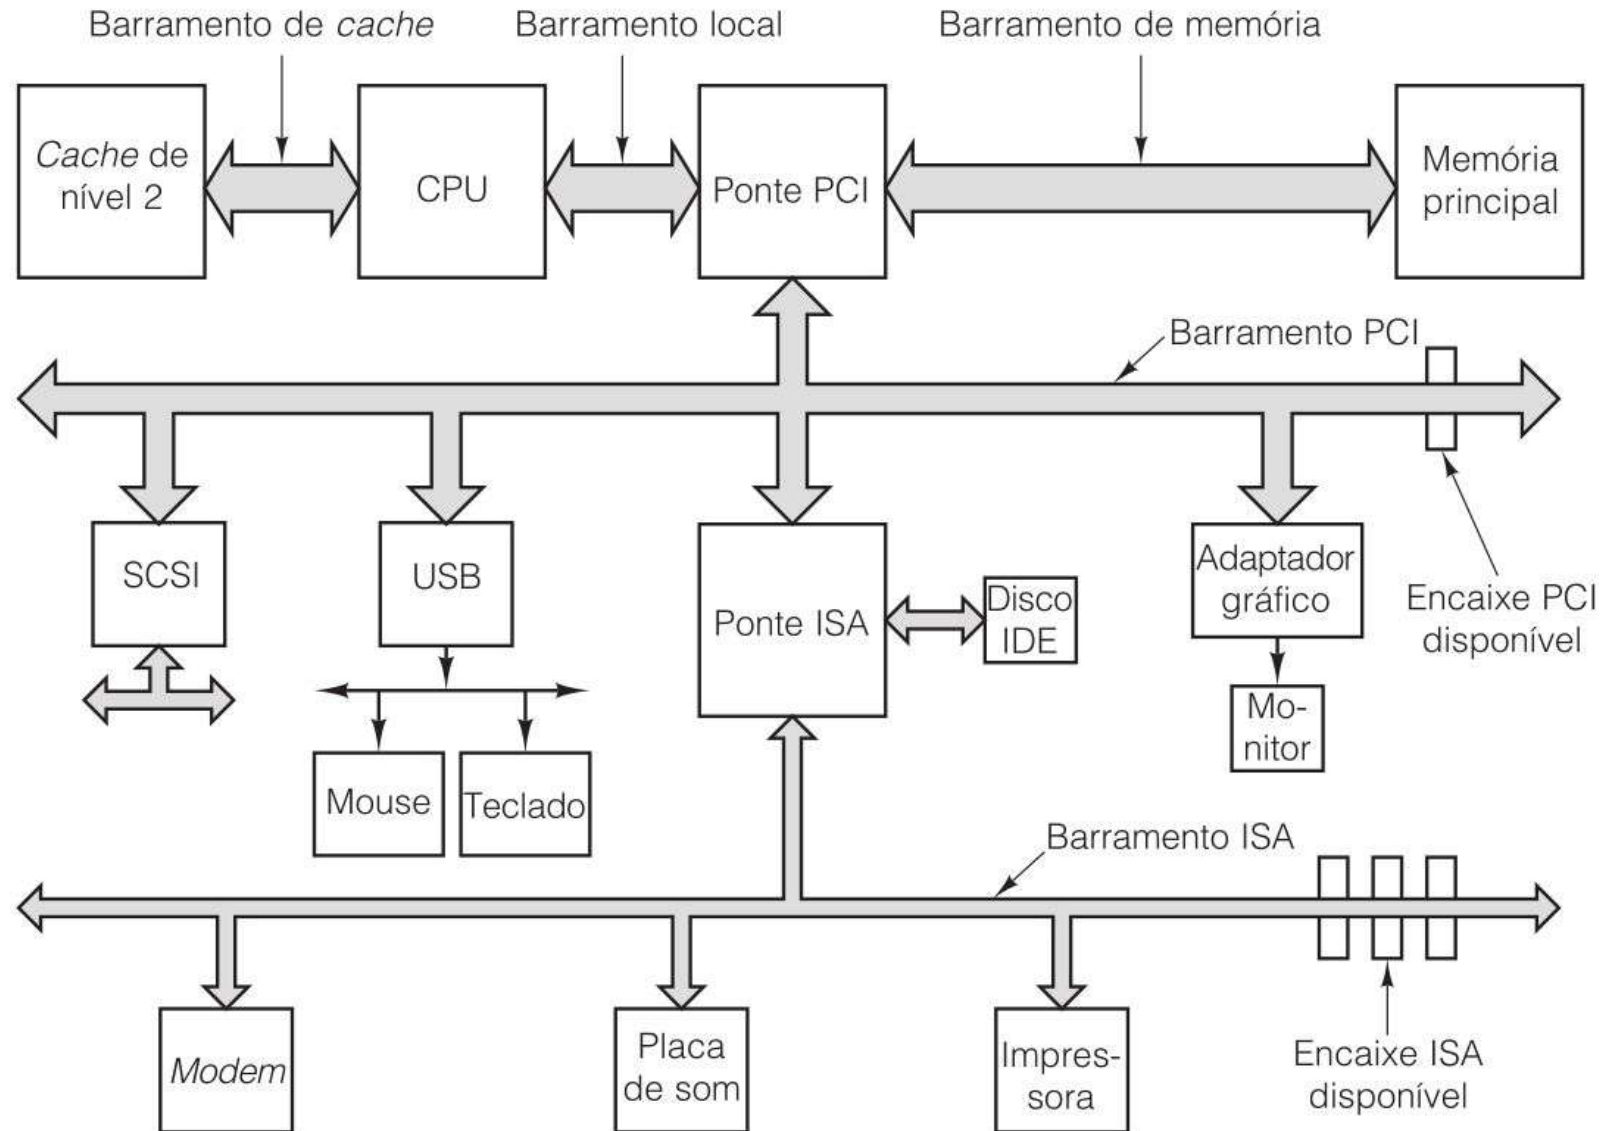 Barramento de cache
Barramento local
Barramento de memória
Cache de
nível 2
CPU
Ponte PCI
Memória
principal
Barramento PCI
SCSI
USB
Ponte ISA
Disco
IDE
Adaptador
gráfico
Encaixe PCI
disponível
Mo-
nitor
Mouse
Teclado
Barramento ISA
Modem
Placa
de som
Impres-
sora
Encaixe ISA
disponível